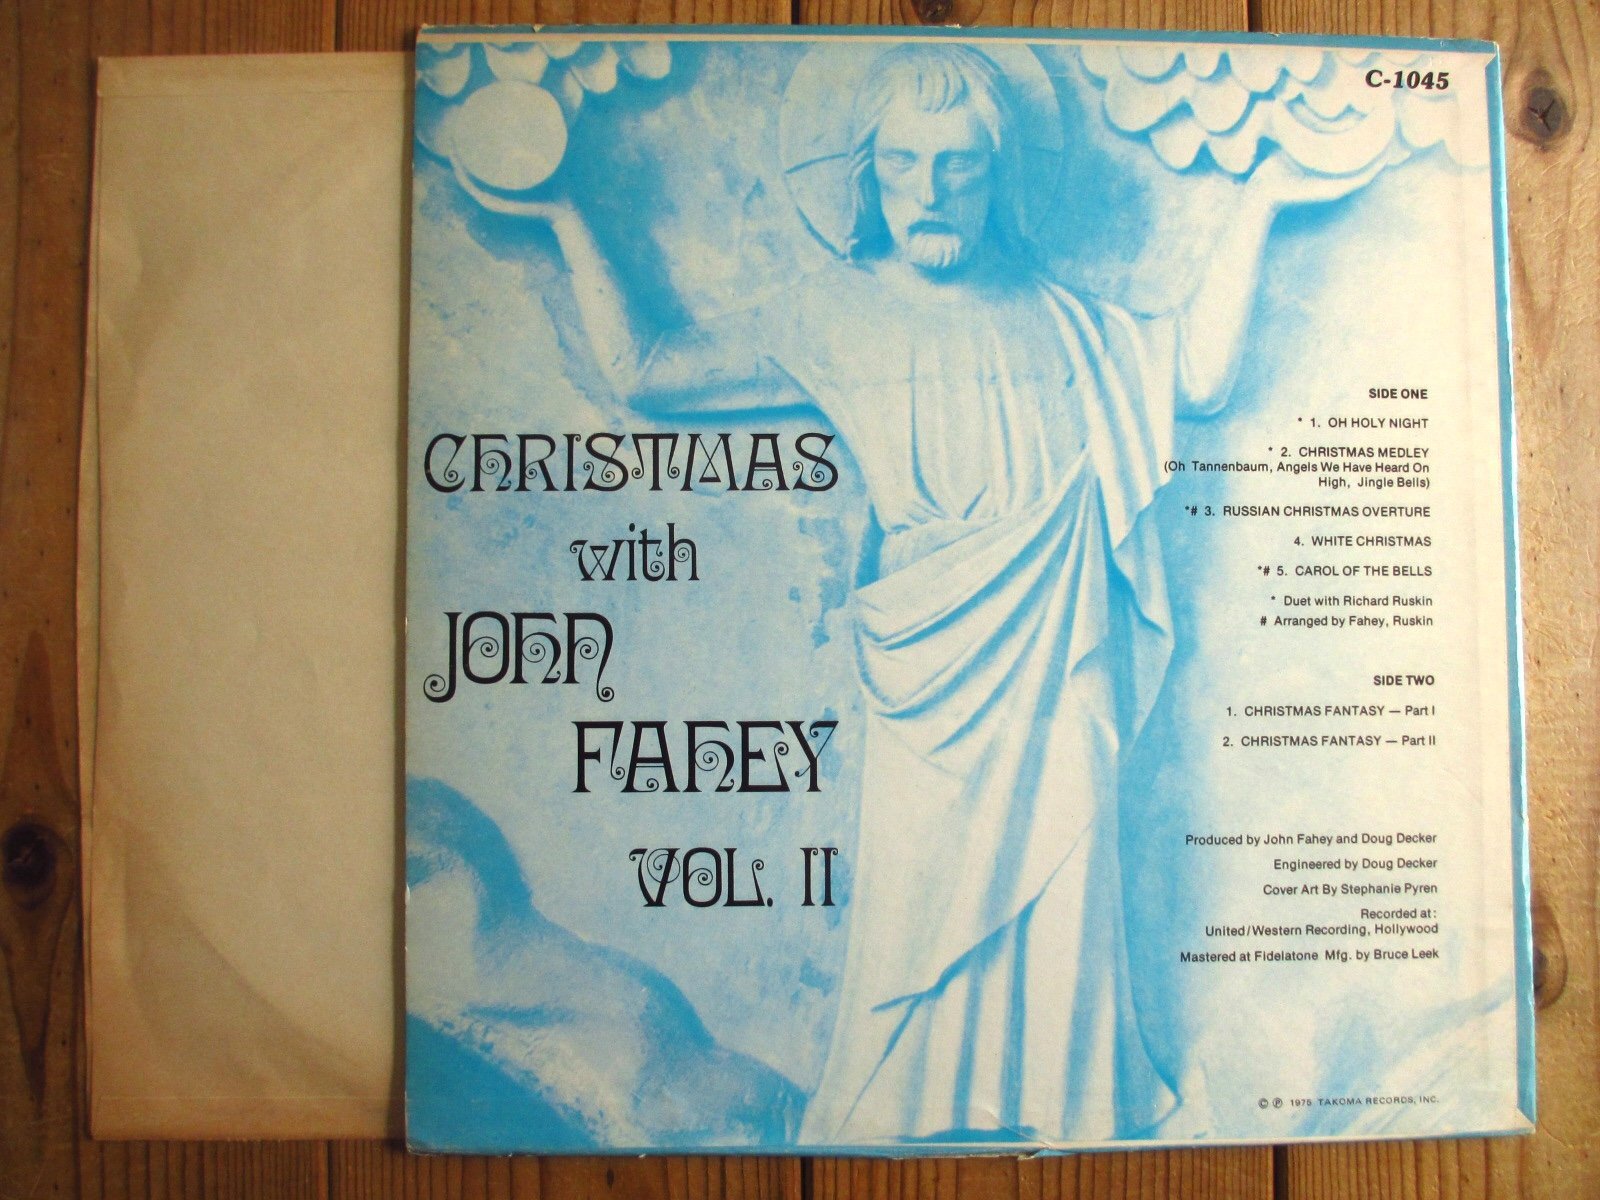 C-1045
CHRISTMAS
with
JOHN
FAHEY
VOL. II
SIDE ONE
* 1. OH HOLY NIGHT
* 2. CHRISTMAS MEDLEY
(Oh Tannenbaum, Angels We Have Heard On
High, Jingle Bells)
*# 3. RUSSIAN CHRISTMAS OVERTURE
4. WHITE CHRISTMAS
*# 5. CAROL OF THE BELLS
* Duet with Richard Ruskin
# Arranged by Fahey, Ruskin
SIDE TWO
1. CHRISTMAS FANTASY — Part I
2. CHRISTMAS FANTASY — Part II
Produced by John Fahey and Doug Decker
Engineered by Doug Decker
Cover Art By Stephanie Pyren
Recorded at:
United/Western Recording, Hollywood
Mastered at Fidelatone Mfg. by Bruce Leek
© ℗ 1975 TAKOMA RECORDS, INC.